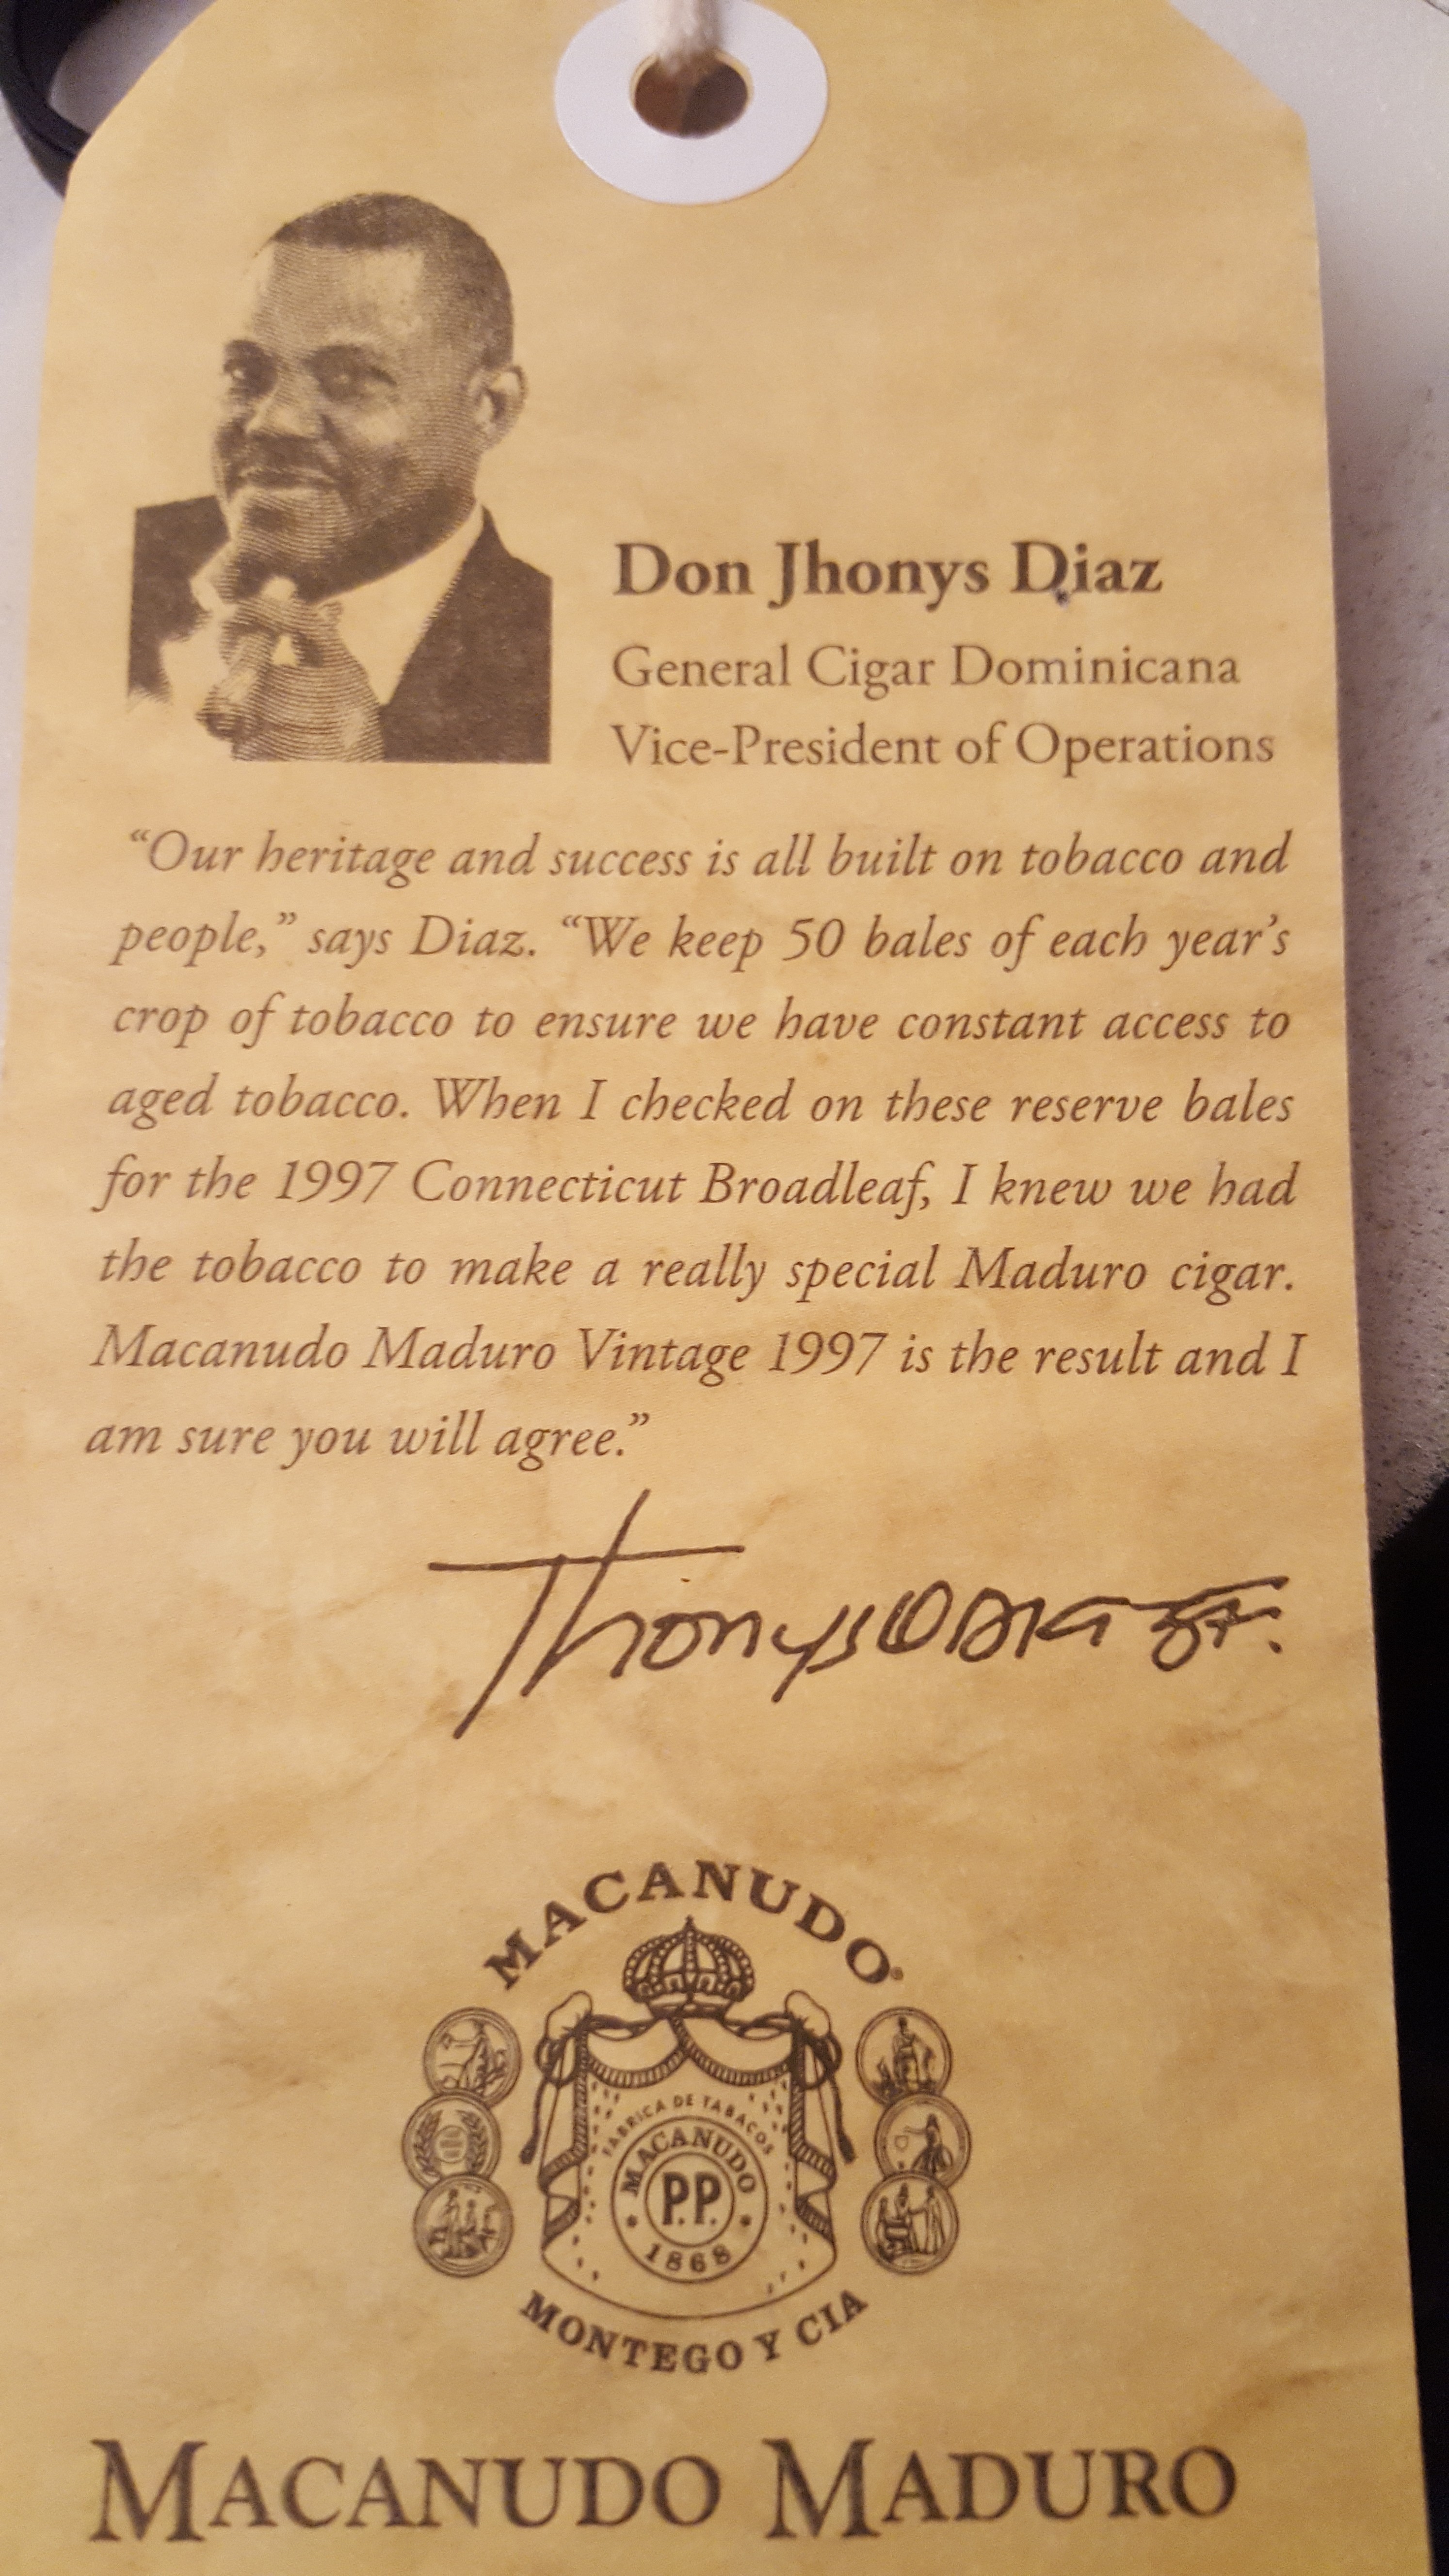 Don Jhonys Diaz
General Cigar Dominicana
Vice-President of Operations
“Our heritage and success is all built on tobacco and
people,” says Diaz. “We keep 50 bales of each year’s
crop of tobacco to ensure we have constant access to
aged tobacco. When I checked on these reserve bales
for the 1997 Connecticut Broadleaf, I knew we had
the tobacco to make a really special Maduro cigar.
Macanudo Maduro Vintage 1997 is the result and I
am sure you will agree.”
MACANUDO®
FABRICA DE TABACOS
MACANUDO
P.P.
1868
MONTEGO Y CIA
MACANUDO MADURO